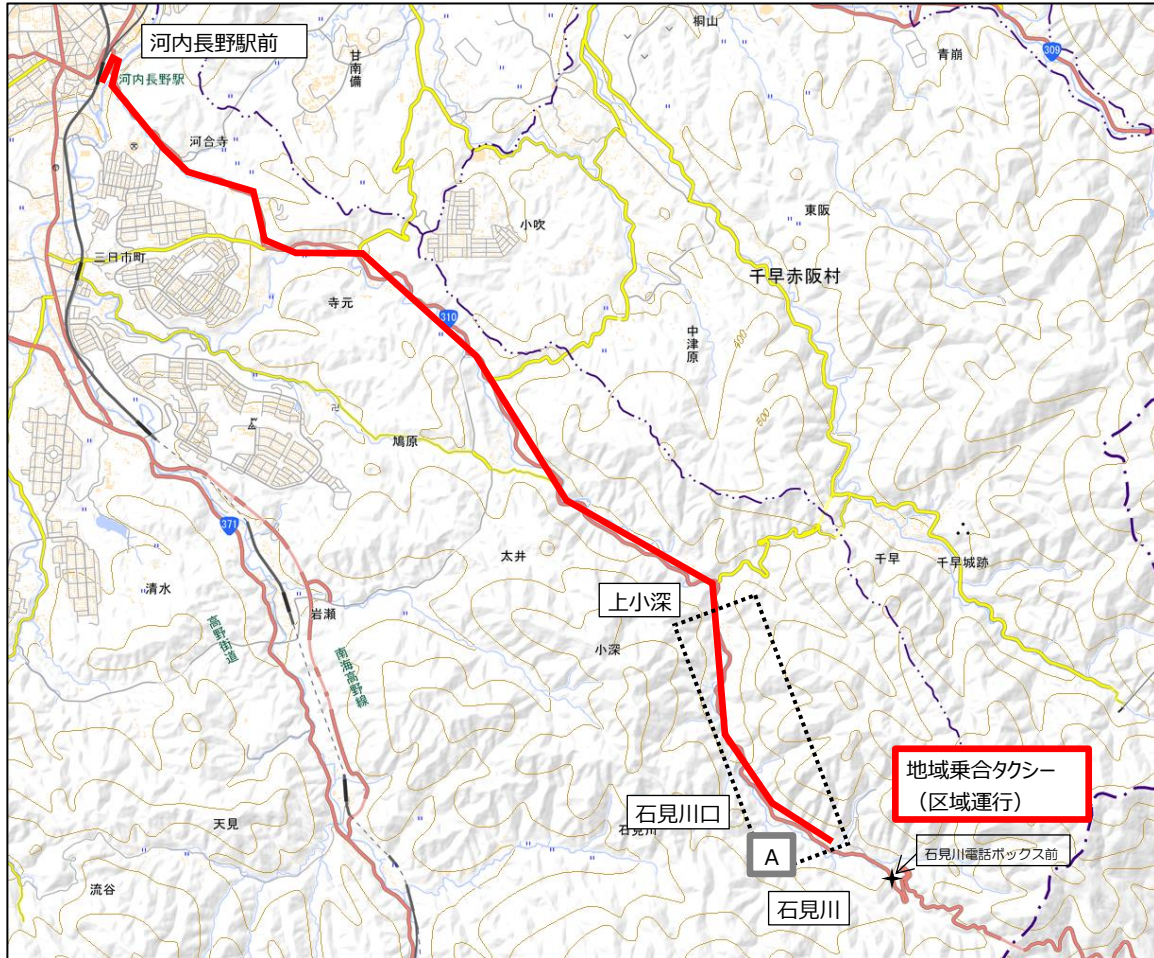 河内長野駅前
河内長野駅
甘南備
桐山
青崩
309
河合寺
東阪
小吹
三日市町
千早赤阪村
寺元
310
中津原
400
500
鳩原
371
太井
千早
千早城跡
清水
岩瀬
上小深
高野街道
小深
南海高野線
地域乗合タクシー
（区域運行）
石見川口
天見
石見川
A
石見川電話ボックス前
流谷
石見川